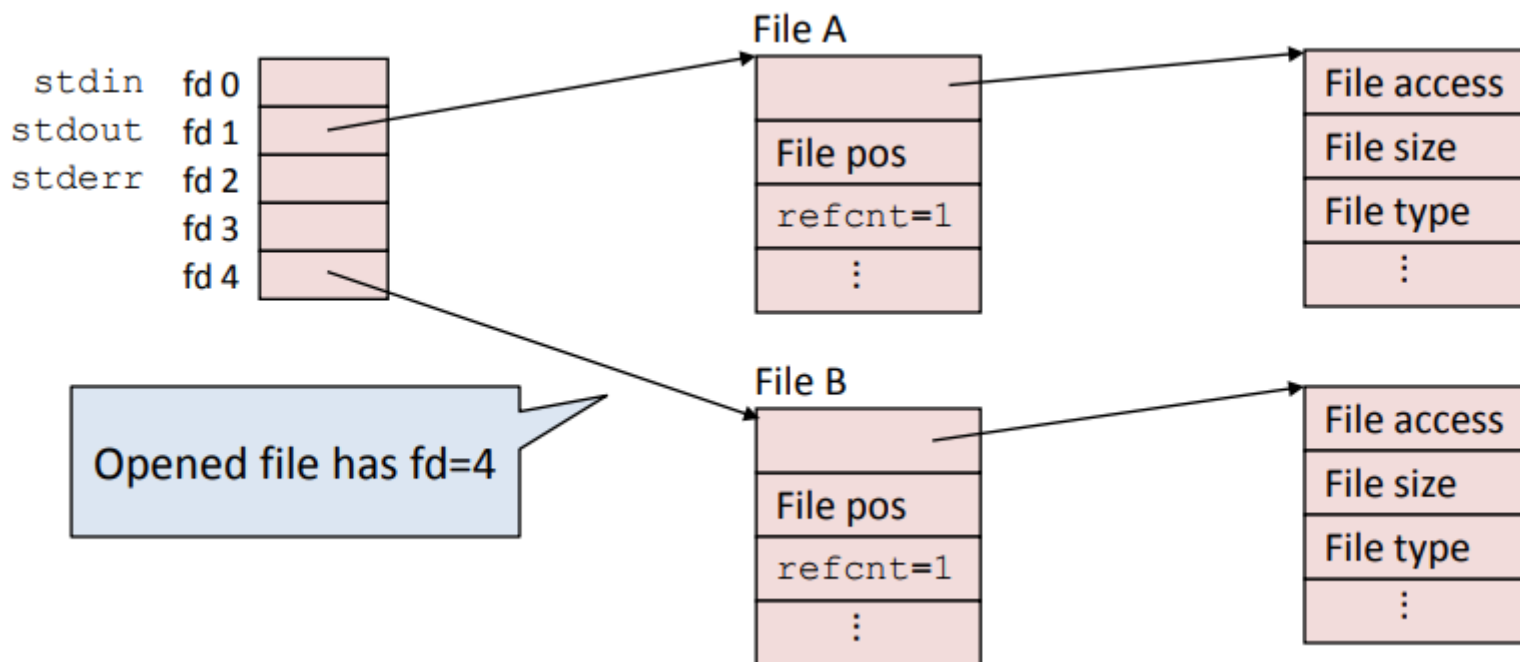 File A
stdin fd 0
stdout fd 1
stderr fd 2
fd 3
fd 4
File pos
refcnt=1
⋮
File access
File size
File type
⋮
Opened file has fd=4
File B
File pos
refcnt=1
⋮
File access
File size
File type
⋮